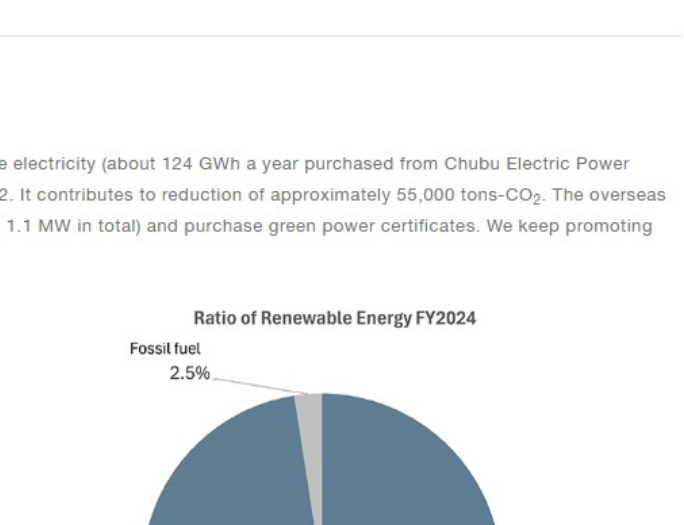 e electricity (about 124 GWh a year purchased from Chubu Electric Power
2. It contributes to reduction of approximately 55,000 tons-CO₂. The overseas
1.1 MW in total) and purchase green power certificates. We keep promoting
Ratio of Renewable Energy FY2024
Fossil fuel
2.5%